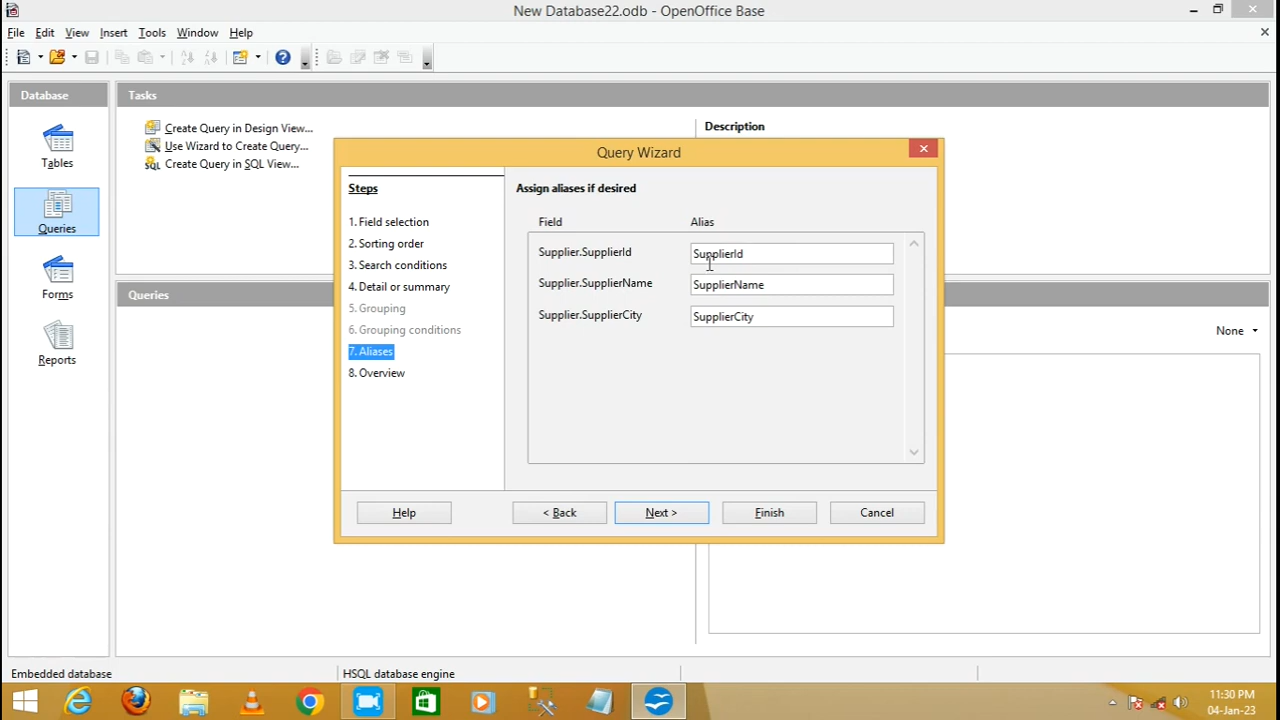 New Database22.odb - OpenOffice Base
File Edit View Insert Tools Window Help
Database
Tables
Queries
Forms
Reports
Tasks
Create Query in Design View...
Use Wizard to Create Query...
SQL Create Query in SQL View...
Description
Queries
None
Query Wizard
Steps
1. Field selection
2. Sorting order
3. Search conditions
4. Detail or summary
5. Grouping
6. Grouping conditions
7. Aliases
8. Overview
Assign aliases if desired
Field Alias
Supplier.SupplierId SupplierId
Supplier.SupplierName SupplierName
Supplier.SupplierCity SupplierCity
Help < Back Next > Finish Cancel
Embedded database HSQL database engine
11:30 PM
04-Jan-23